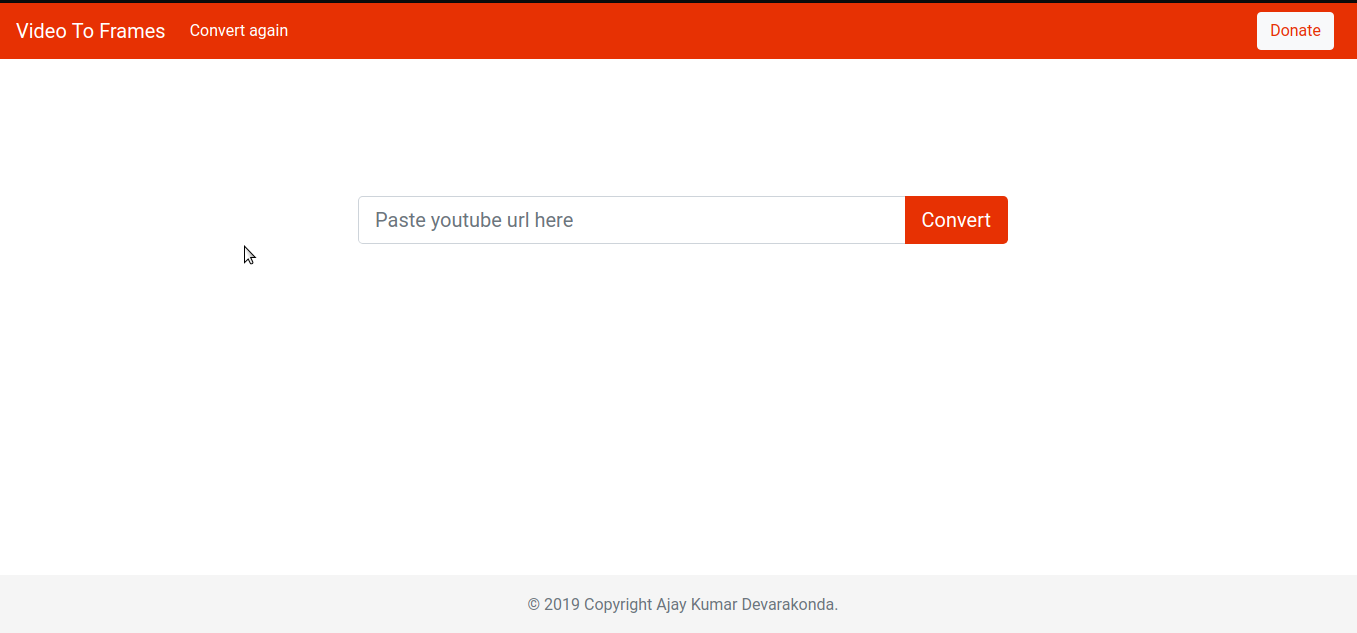 Video To Frames Convert again Donate
Paste youtube url here Convert
© 2019 Copyright Ajay Kumar Devarakonda.